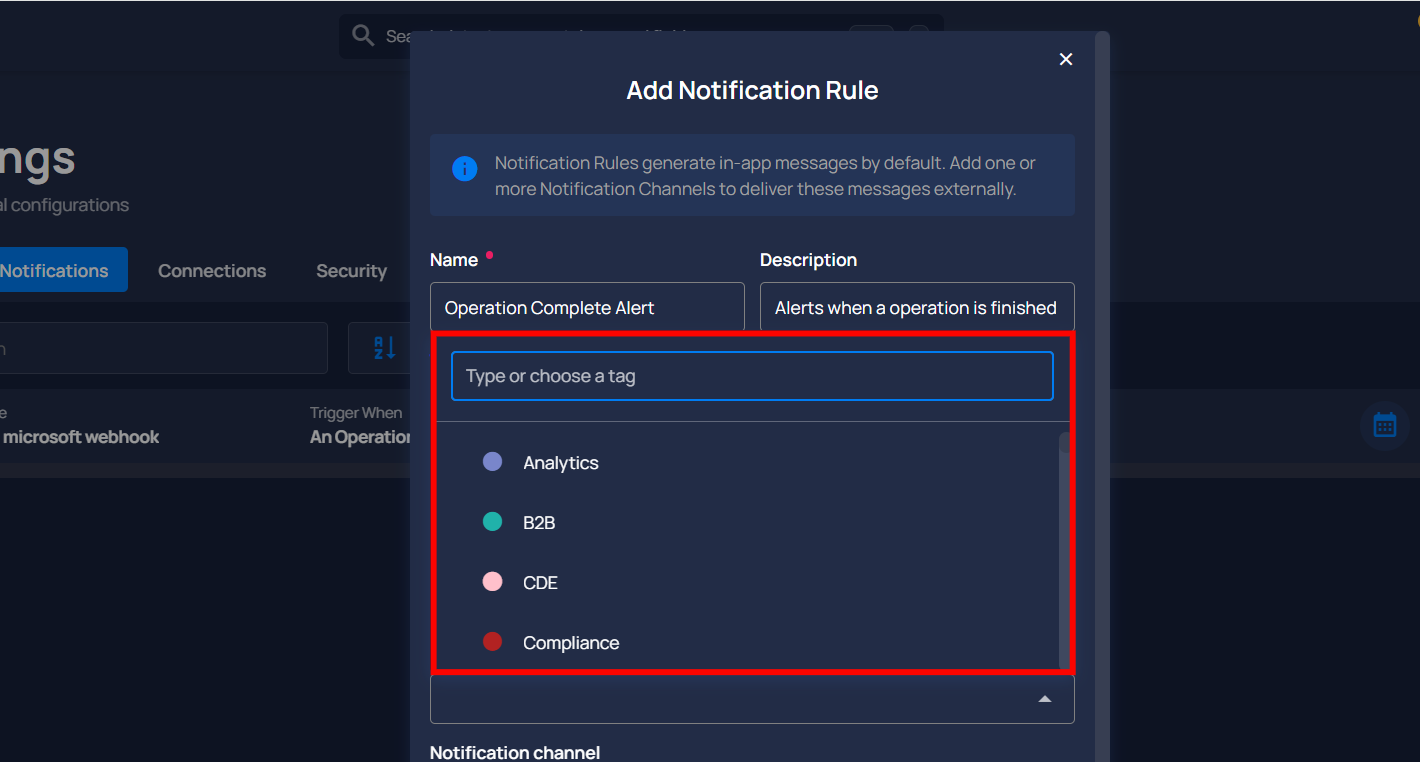 Add Notification Rule
Notification Rules generate in-app messages by default. Add one or
more Notification Channels to deliver these messages externally.
ngs
al configurations
Notifications
Connections
Security
Name
Description
Operation Complete Alert
Alerts when a operation is finished
Type or choose a tag
Analytics
B2B
CDE
Compliance
n
A
Z
e
microsoft webhook
Trigger When
An Operation
Notification channel